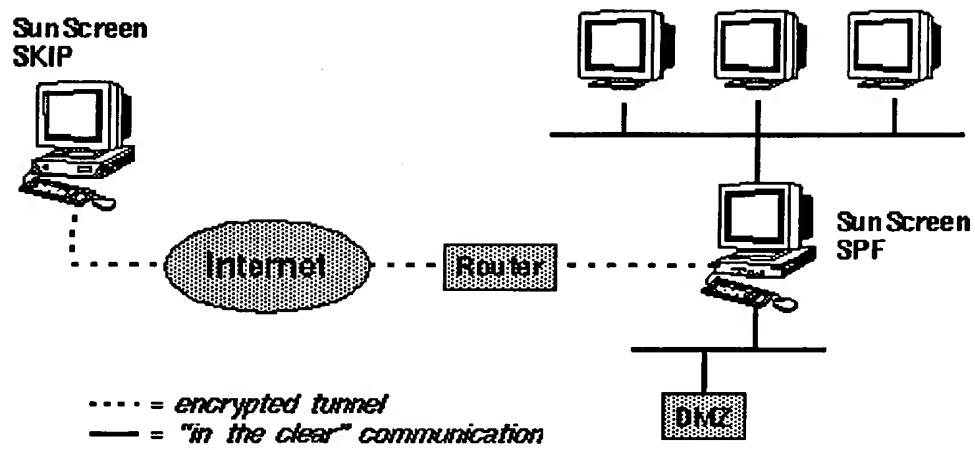 Sun Screen
SKIP
Internet
Router
Sun Screen
SPF
DMZ
= encrypted tunnel
= "in the clear" communication